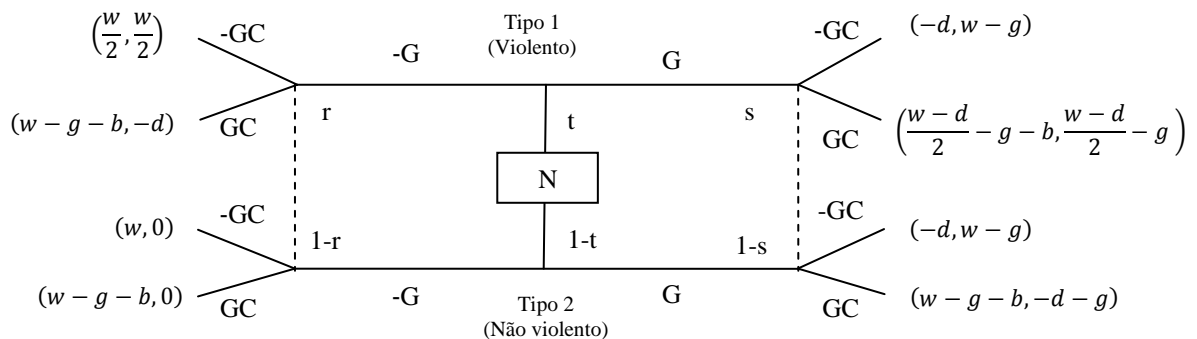 (w/2, w/2)
-GC
-G
Tipo 1
(Violento)
G
-GC
(-d, w − g)
(w − g − b, −d)
GC
r
t
s
GC
((w − d)/2 − g − b, (w − d)/2 − g)
N
(w, 0)
-GC
1-r
1-t
1-s
-GC
(-d, w − g)
(w − g − b, 0)
GC
-G
Tipo 2
(Não violento)
G
GC
(w − g − b, −d − g)